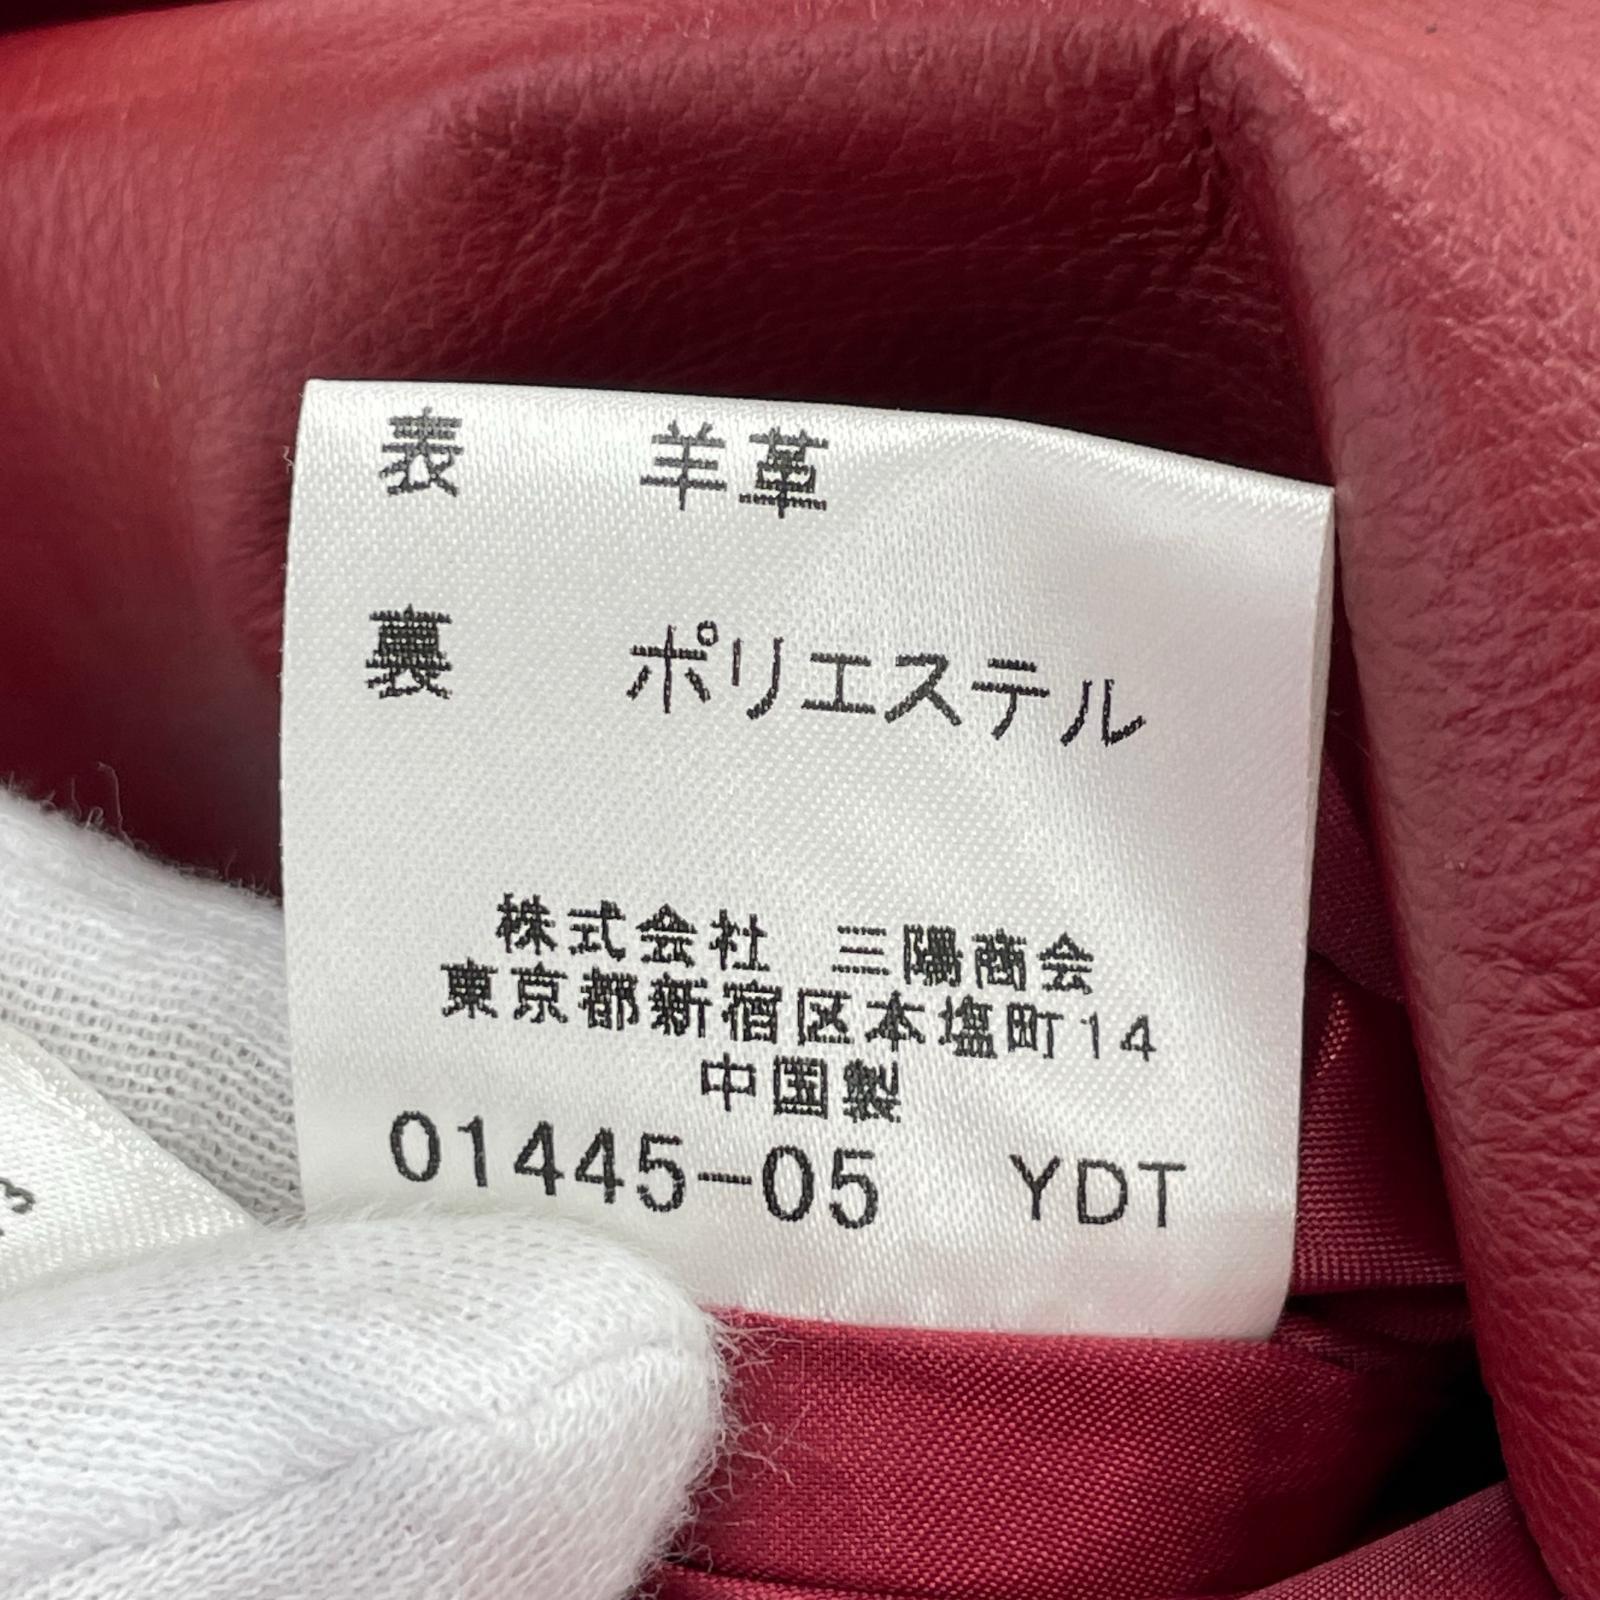 表 羊革
裏 ポリエステル
株式会社 三陽商会
東京都新宿区本塩町14
中国製
01445-05 YDT